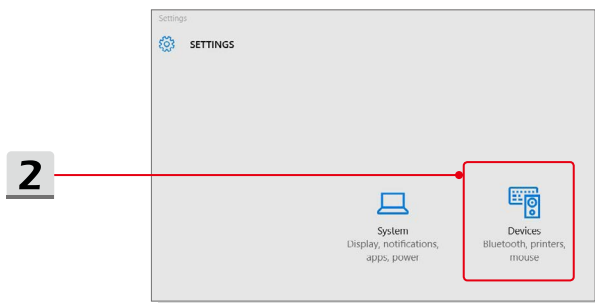 Settings
SETTINGS
2
System
Display, notifications,
apps, power
Devices
Bluetooth, printers,
mouse